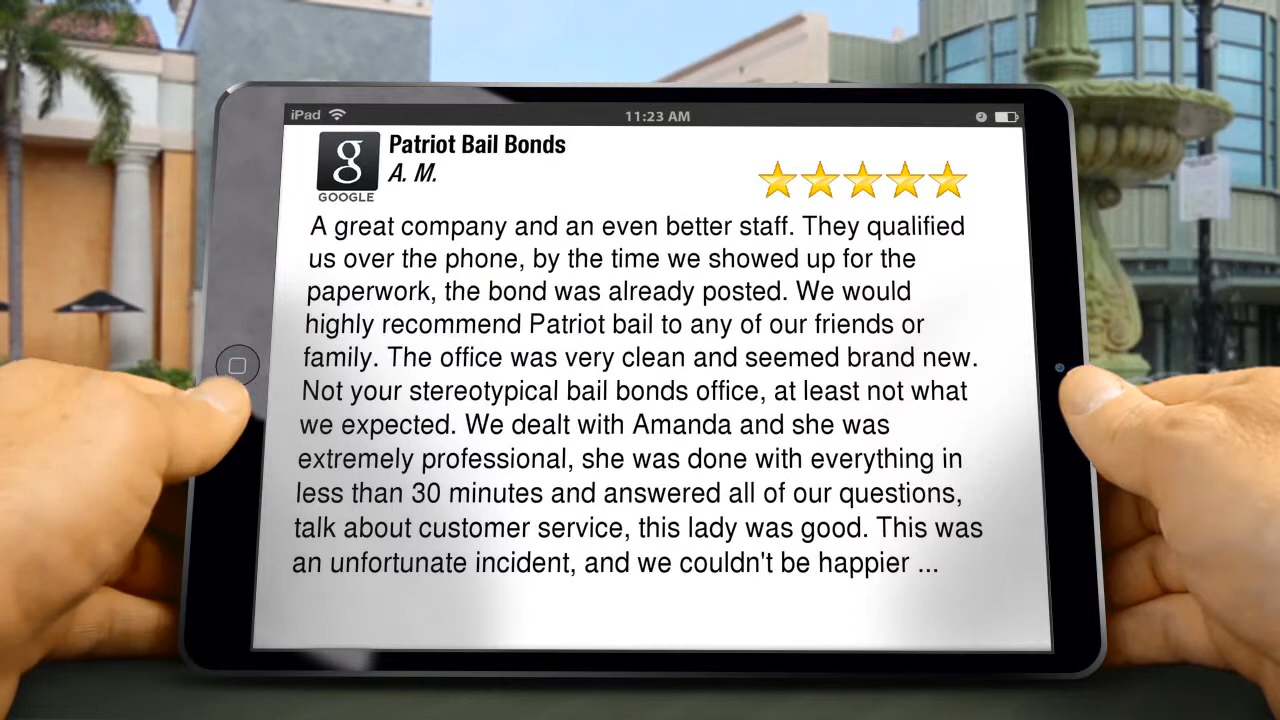 iPad
11:23 AM
g
GOOGLE
Patriot Bail Bonds
A. M.
A great company and an even better staff. They qualified
us over the phone, by the time we showed up for the
paperwork, the bond was already posted. We would
highly recommend Patriot bail to any of our friends or
family. The office was very clean and seemed brand new.
Not your stereotypical bail bonds office, at least not what
we expected. We dealt with Amanda and she was
extremely professional, she was done with everything in
less than 30 minutes and answered all of our questions,
talk about customer service, this lady was good. This was
an unfortunate incident, and we couldn't be happier ...